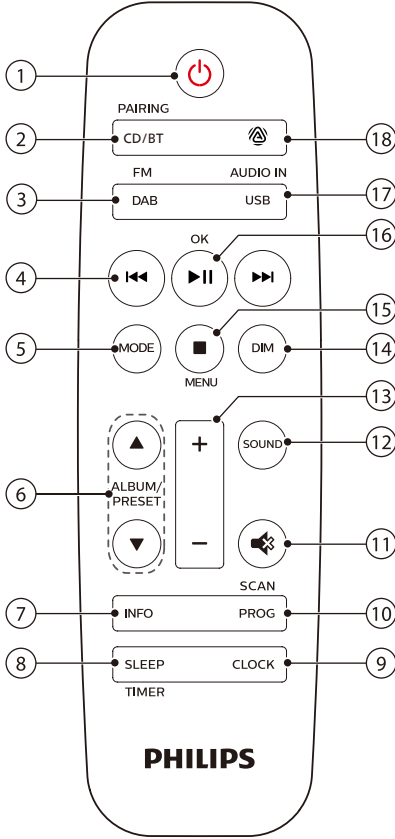 1
PAIRING
2 CD/BT 18
FM AUDIO IN 17
3 DAB USB
OK 16
4
15
5 MODE DIM 14
MENU
13
+ SOUND 12
6 ALBUM/
PRESET
− 11
SCAN
7 INFO PROG 10
8 SLEEP CLOCK 9
TIMER
PHILIPS